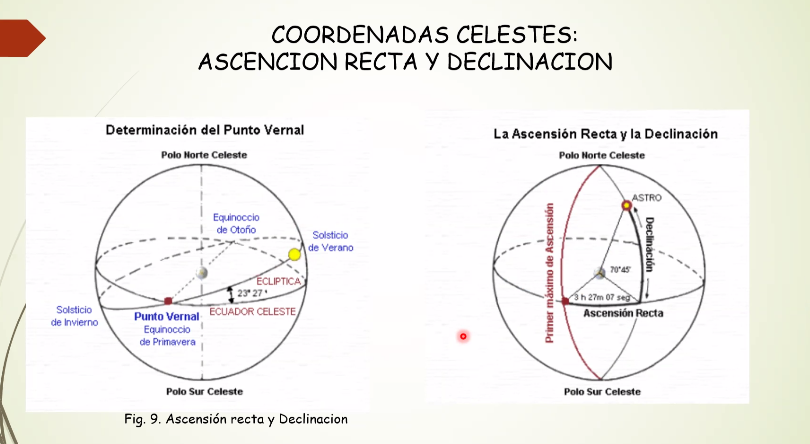 COORDENADAS CELESTES:
ASCENCION RECTA Y DECLINACION
Determinación del Punto Vernal
Polo Norte Celeste
Equinoccio
de Otoño
Solsticio
de Verano
ECLIPTICA
23º 27 '
Solsticio
de Invierno
Punto Vernal
ECUADOR CELESTE
Equinoccio
de Primavera
Polo Sur Celeste
La Ascensión Recta y la Declinación
Polo Norte Celeste
ASTRO
Primer máximo de Ascensión
Declinación
70º45'
3 h 27m 07 seg
Ascensión Recta
Polo Sur Celeste
Fig. 9. Ascensión recta y Declinacion